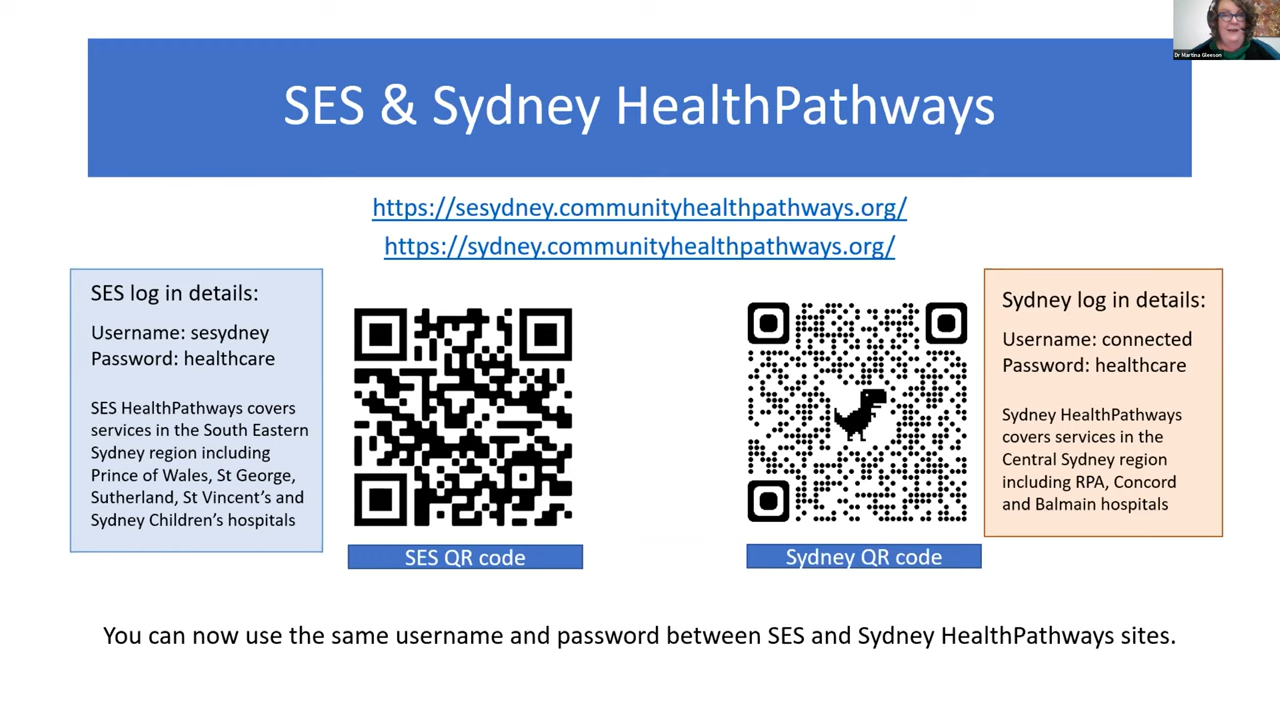 Dr Martina Gleeson
SES & Sydney HealthPathways
https://sesydney.communityhealthpathways.org/
https://sydney.communityhealthpathways.org/
SES log in details:
Username: sesydney
Password: healthcare
SES HealthPathways covers
services in the South Eastern
Sydney region including
Prince of Wales, St George,
Sutherland, St Vincent’s and
Sydney Children’s hospitals
SES QR code
Sydney QR code
Sydney log in details:
Username: connected
Password: healthcare
Sydney HealthPathways
covers services in the
Central Sydney region
including RPA, Concord
and Balmain hospitals
You can now use the same username and password between SES and Sydney HealthPathways sites.